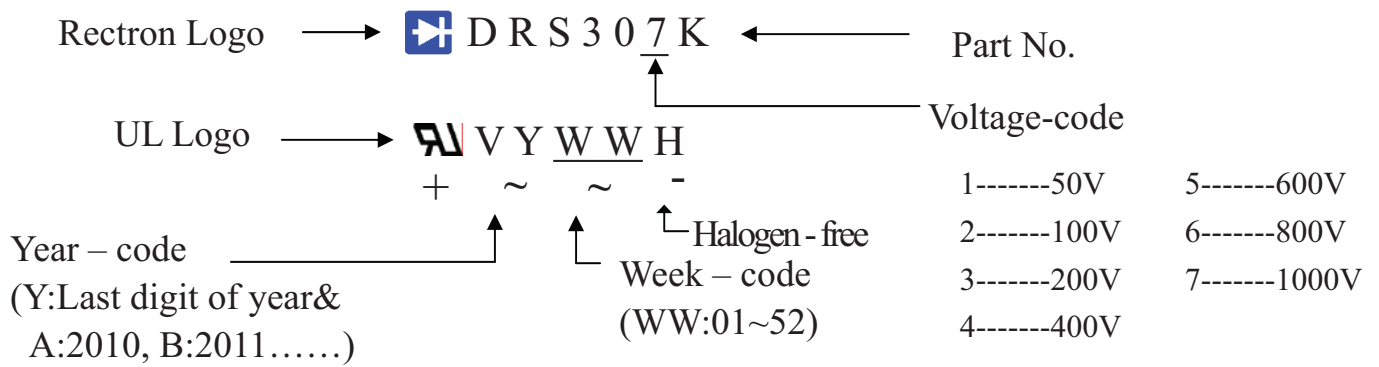 Rectron Logo DRS307K Part No.
Voltage-code
UL Logo VYWWH
+ ~ ~ -
1-------50V 5-------600V
2-------100V 6-------800V
3-------200V 7-------1000V
4-------400V
Halogen-free
Year – code
(Y:Last digit of year&
A:2010, B:2011……)
Week – code
(WW:01~52)